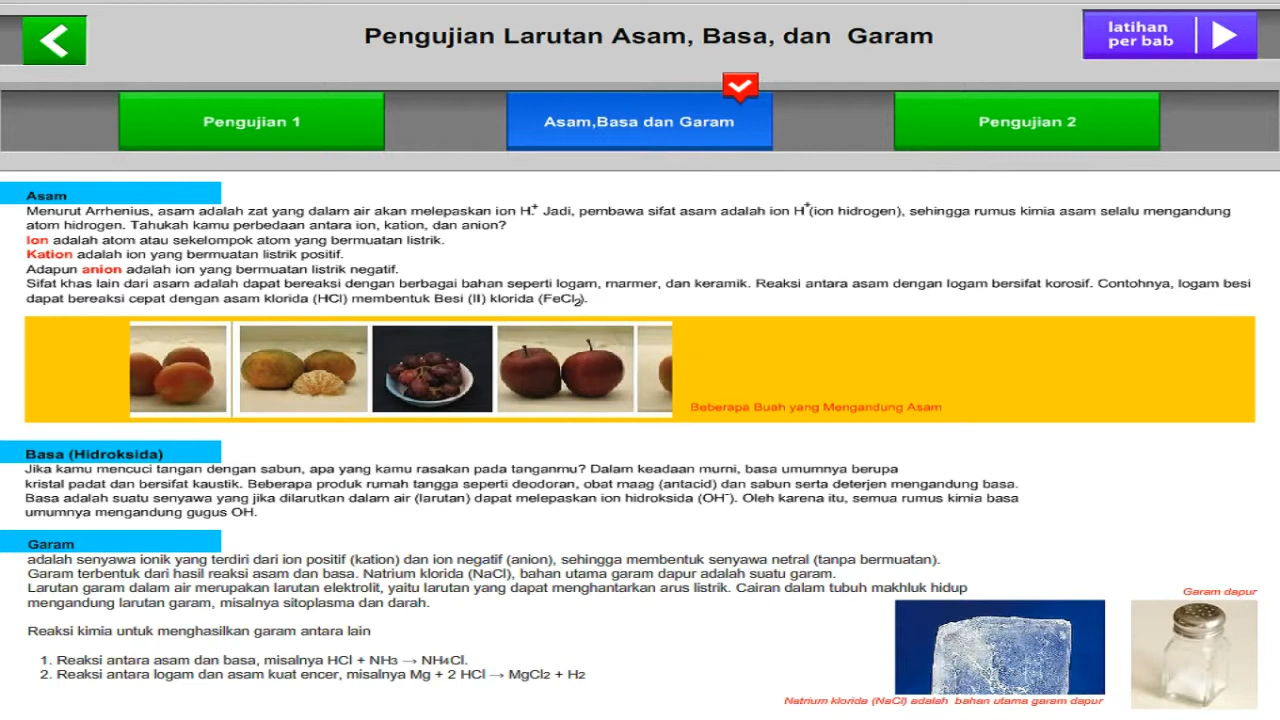 Pengujian Larutan Asam, Basa, dan Garam
latihan
per bab
Pengujian 1
Asam,Basa dan Garam
Pengujian 2
Asam
Menurut Arrhenius, asam adalah zat yang dalam air akan melepaskan ion H⁺. Jadi, pembawa sifat asam adalah ion H⁺(ion hidrogen), sehingga rumus kimia asam selalu mengandung
atom hidrogen. Tahukah kamu perbedaan antara ion, kation, dan anion?
Ion adalah atom atau sekelompok atom yang bermuatan listrik.
Kation adalah ion yang bermuatan listrik positif.
Adapun anion adalah ion yang bermuatan listrik negatif.
Sifat khas lain dari asam adalah dapat bereaksi dengan berbagai bahan seperti logam, marmer, dan keramik. Reaksi antara asam dengan logam bersifat korosif. Contohnya, logam besi
dapat bereaksi cepat dengan asam klorida (HCl) membentuk Besi (II) klorida (FeCl₂).
Beberapa Buah yang Mengandung Asam
Basa (Hidroksida)
Jika kamu mencuci tangan dengan sabun, apa yang kamu rasakan pada tanganmu? Dalam keadaan murni, basa umumnya berupa
kristal padat dan bersifat kaustik. Beberapa produk rumah tangga seperti deodoran, obat maag (antacid) dan sabun serta deterjen mengandung basa.
Basa adalah suatu senyawa yang jika dilarutkan dalam air (larutan) dapat melepaskan ion hidroksida (OH⁻). Oleh karena itu, semua rumus kimia basa
umumnya mengandung gugus OH.
Garam
adalah senyawa ionik yang terdiri dari ion positif (kation) dan ion negatif (anion), sehingga membentuk senyawa netral (tanpa bermuatan).
Garam terbentuk dari hasil reaksi asam dan basa. Natrium klorida (NaCl), bahan utama garam dapur adalah suatu garam.
Larutan garam dalam air merupakan larutan elektrolit, yaitu larutan yang dapat menghantarkan arus listrik. Cairan dalam tubuh makhluk hidup
mengandung larutan garam, misalnya sitoplasma dan darah.
Garam dapur
Reaksi kimia untuk menghasilkan garam antara lain
1. Reaksi antara asam dan basa, misalnya HCl + NH₃ → NH₄Cl.
2. Reaksi antara logam dan asam kuat encer, misalnya Mg + 2 HCl → MgCl₂ + H₂
Natrium klorida (NaCl) adalah bahan utama garam dapur